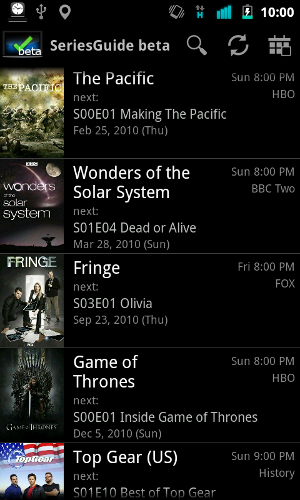 10:00
beta
SeriesGuide beta
THE PACIFIC
The Pacific
Sun 8:00 PM
next:
HBO
S00E01 Making The Pacific
Feb 25, 2010 (Thu)
wonders
of the
solar
system
Wonders of the
Solar System
Sun 8:00 PM
BBC Two
next:
S01E04 Dead or Alive
Mar 28, 2010 (Sun)
FRINGE
Fringe
Fri 8:00 PM
next:
FOX
S03E01 Olivia
Sep 23, 2010 (Thu)
GAME OF THRONES
Game of
Thrones
Sun 8:00 PM
HBO
next:
S00E01 Inside Game of Thrones
Dec 5, 2010 (Sun)
TopGear
Top Gear (US)
Sun 9:00 PM
next:
History
S01E10 Best of Top Gear